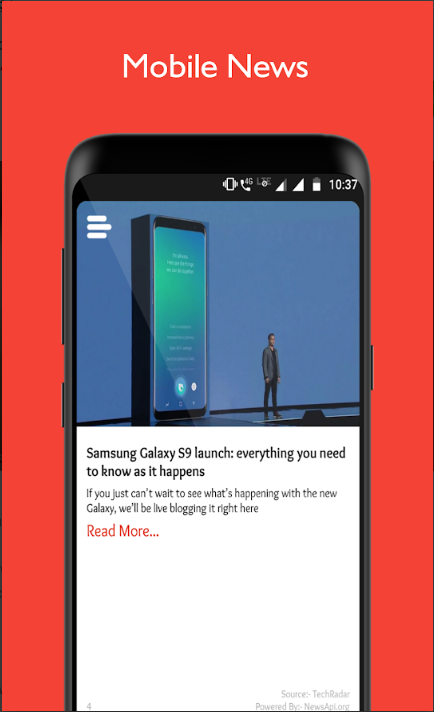 Mobile News
4G LTE 10:37
Samsung Galaxy S9 launch: everything you need
to know as it happens
If you just can't wait to see what's happening with the new
Galaxy, we'll be live blogging it right here
Read More...
Source:- TechRadar
4 Powered By:- NewsApi.org